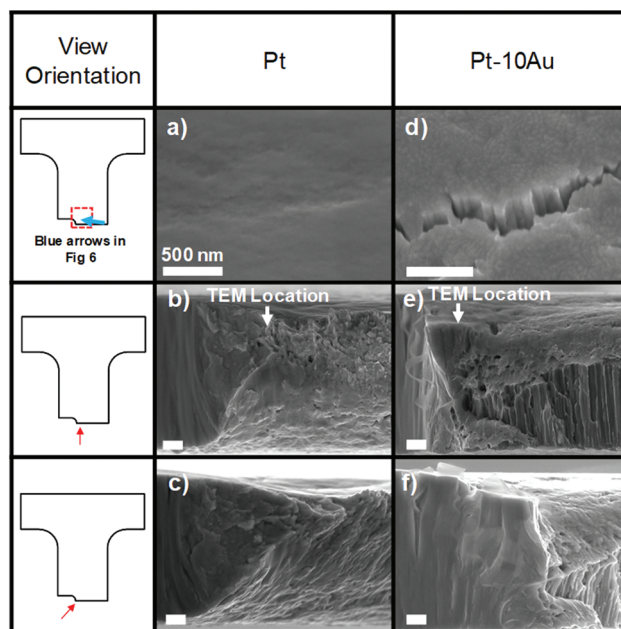 View
Orientation
Pt
Pt-10Au
Blue arrows in
Fig 6
a)
500 nm
d)
b)
TEM Location
e)
TEM Location
c)
f)